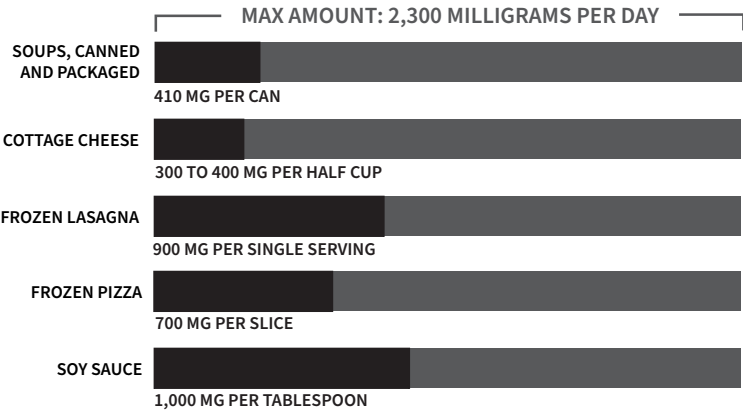 MAX AMOUNT: 2,300 MILLIGRAMS PER DAY
SOUPS, CANNED
AND PACKAGED
410 MG PER CAN
COTTAGE CHEESE
300 TO 400 MG PER HALF CUP
FROZEN LASAGNA
900 MG PER SINGLE SERVING
FROZEN PIZZA
700 MG PER SLICE
SOY SAUCE
1,000 MG PER TABLESPOON